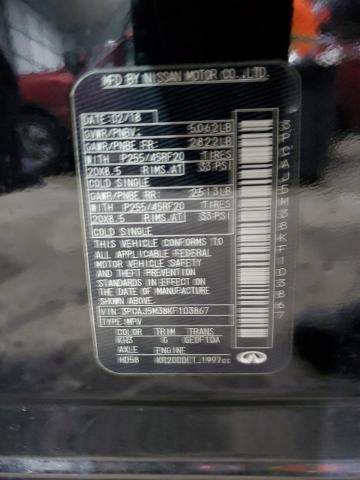 MFD BY NISSAN MOTOR CO., LTD.
DATE: 02/18
GVWR/PNBV: 5062LB
GAWR/PNBE FR: 2822LB
WITH P255/45RF20 TIRES
20X8.5 RIMS.AT 33 PSI
COLD SINGLE
GAWR/PNBE RR: 2513LB
WITH P255/45RF20 TIRES
20X8.5 RIMS.AT 33 PSI
COLD SINGLE
THIS VEHICLE CONFORMS TO
ALL APPLICABLE FEDERAL
MOTOR VEHICLE SAFETY
AND THEFT PREVENTION
STANDARDS IN EFFECT ON
THE DATE OF MANUFACTURE
SHOWN ABOVE
VIN: 3PCAJ5M38KF103867
TYPE: MPV
COLOR TRIM TRANS
KH3 G GE0F10A
AXLE ENGINE
HD58 KR20DDET 1997cc
3PCAJ5M38KF103867